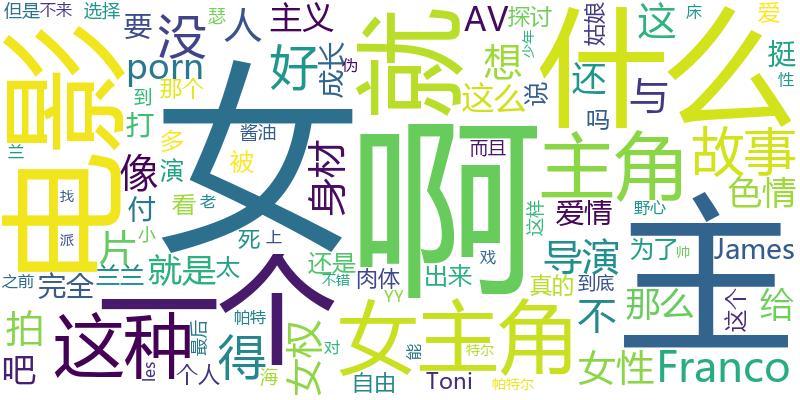 但是 不来 选择 瑟 主义 AV 探讨 姑娘 床 爱
要 没 人 少年 这 挺
电影 porn 好 成长 伪 就 想 什么 还 性
到 那个 女 啊 这么 说 吗 与
兰 打 多 酱油 身材 而且 主角 故事
找 像 演 被 色情
派 付 看 老 爱情 这样 野心
片 小 死 上 戏 导演 主 为了 帅 James
之前 完全 兰兰 就是 太 还是 不错 肉体 出来 真的 到底
一个 YY 不 那么 这个 给
拍 这种 最后 帕特 女权 对 女主角 特尔
吧 les 得 海 能 女性 Franco
个人 自由 Toni 帕特尔